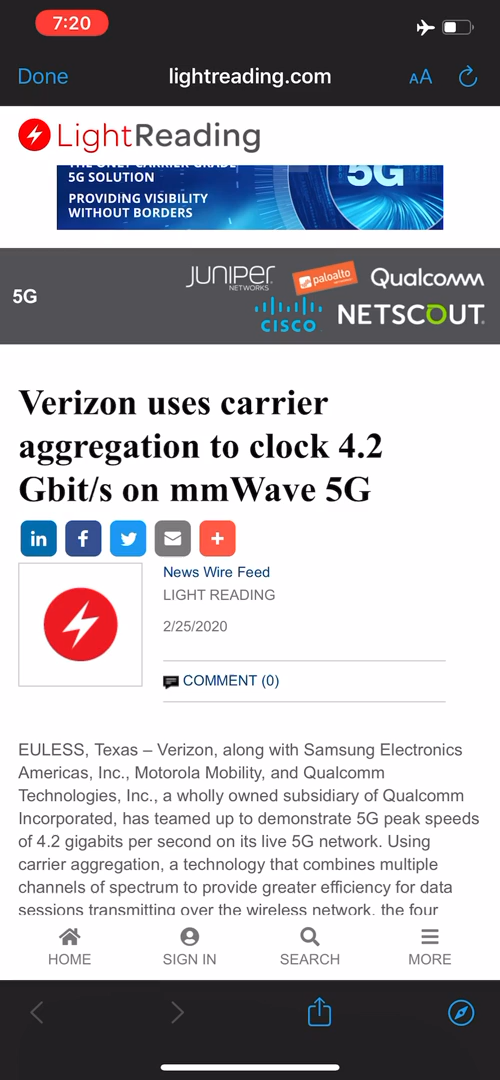 7:20
Done
lightreading.com
AA
LightReading
THE ONLY CARRIER GRADE
5G SOLUTION
PROVIDING VISIBILITY
WITHOUT BORDERS
5G
5G
JUNIPER
NETWORKS
paloalto
Qualcomm
CISCO
NETSCOUT.
Verizon uses carrier
aggregation to clock 4.2
Gbit/s on mmWave 5G
in
f
News Wire Feed
LIGHT READING
2/25/2020
COMMENT (0)
EULESS, Texas – Verizon, along with Samsung Electronics
Americas, Inc., Motorola Mobility, and Qualcomm
Technologies, Inc., a wholly owned subsidiary of Qualcomm
Incorporated, has teamed up to demonstrate 5G peak speeds
of 4.2 gigabits per second on its live 5G network. Using
carrier aggregation, a technology that combines multiple
channels of spectrum to provide greater efficiency for data
sessions transmitting over the wireless network, the four
HOME
SIGN IN
SEARCH
MORE